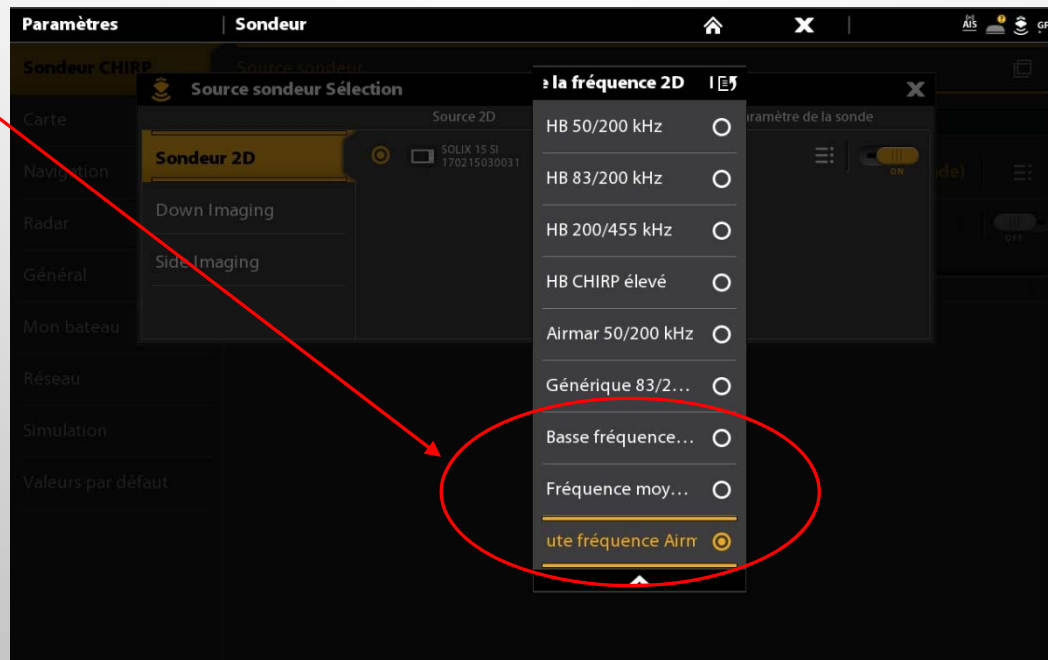 Paramètres
Sondeur
AIS
Sondeur CHIRP
Source sondeur
Source sondeur Sélection
la fréquence 2D
Carte
Source 2D
Paramètre de la sonde
HB 50/200 kHz
Sondeur 2D
SOLIX 15 SI
170215030031
ON
Navigation
HB 83/200 kHz
Down Imaging
Radar
HB 200/455 kHz
OFF
Side Imaging
Général
HB CHIRP élevé
Mon bateau
Airmar 50/200 kHz
Réseau
Générique 83/2...
Simulation
Basse fréquence...
Valeurs par défaut
Fréquence moy...
ute fréquence Airm